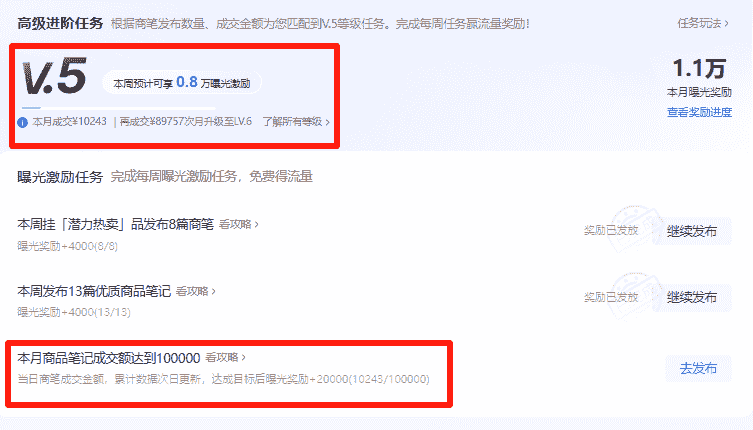 高级进阶任务 根据商笔发布数量、成交金额为您匹配到LV.5等级任务。完成每周任务赢流量奖励！ 任务玩法 >
V.5 本周预计可享 0.8 万曝光激励
1.1万
本月曝光奖励
查看奖励进度
本月成交¥10243 | 再成交¥89757次月升级至LV.6 了解所有等级 >
曝光激励任务 完成每周曝光激励任务，免费得流量
本周挂「潜力热卖」品发布8篇商笔 看攻略 >
曝光奖励+4000(8/8)
奖励已发放 继续发布
本周发布13篇优质商品笔记 看攻略 >
曝光奖励+4000(13/13)
奖励已发放 继续发布
本月商品笔记成交额达到100000 看攻略 >
当日商笔成交金额，累计数据次日更新，达成目标后曝光奖励+20000(10243/100000)
去发布